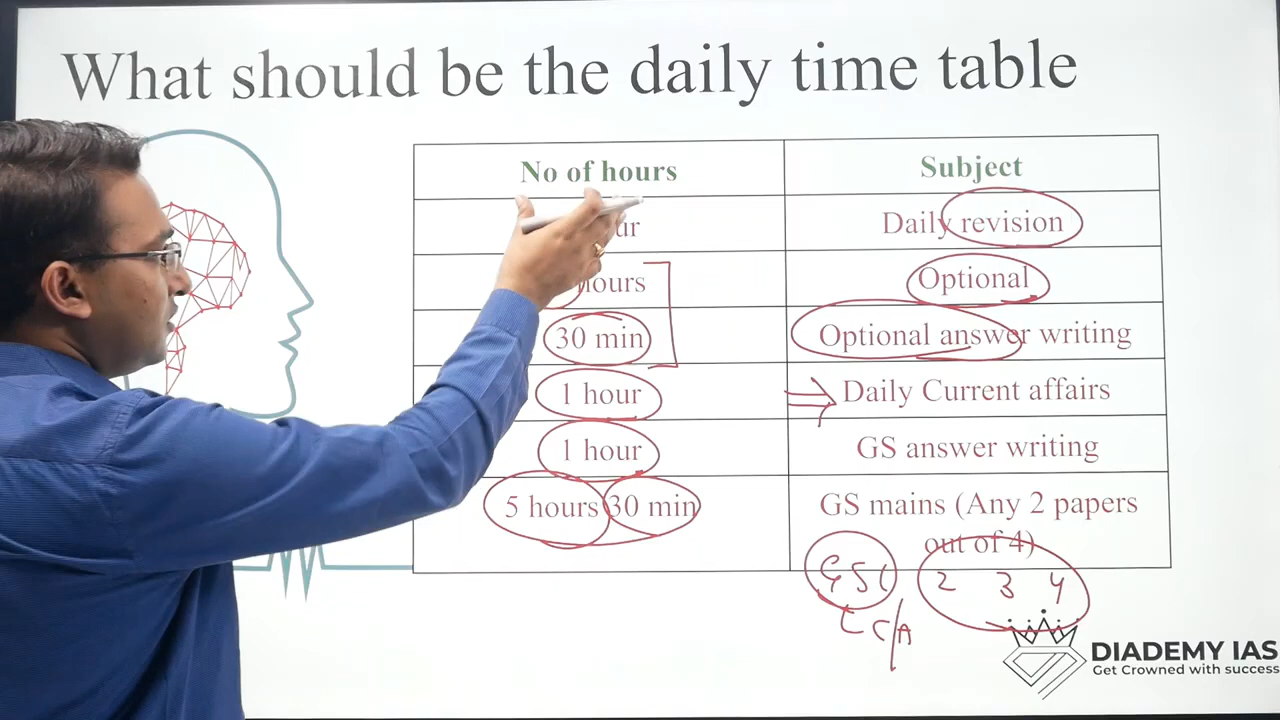 What should be the daily time table
No of hours Subject
Daily revision
hours Optional
30 min Optional answer writing
1 hour Daily Current affairs
1 hour GS answer writing
5 hours 30 min GS mains (Any 2 papers
out of 4)
GS1 2 3 4
C/A
DIADEMY IAS
Get Crowned with success